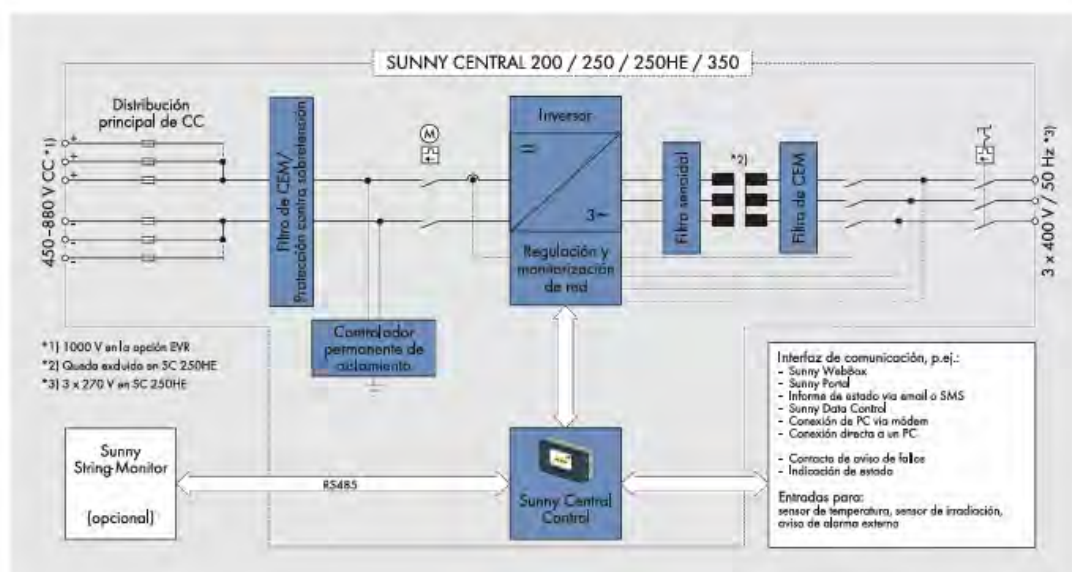 SUNNY CENTRAL 200 / 250 / 250HE / 350
Distribución
principal de CC
450-880 V CC *1)
+
+
+
-
-
-
Filtro de CEM/
Protección contra sobretensión
M
Inversor
=
3~
Regulación y
monitorización
de red
Filtro senoidal
*2)
Filtro de CEM
3 x 400 V / 50 Hz *3)
Controlador
permanente de
aislamiento
*1) 1000 V en la opción EVR
*2) Queda excluido en SC 250HE
*3) 3 x 270 V en SC 250HE
Sunny
String-Monitor
(opcional)
RS485
Sunny Central
Control
Interfaz de comunicación, p.ej.:
- Sunny WebBox
- Sunny Portal
- Informe de estado via email o SMS
- Sunny Data Control
- Conexión de PC via módem
- Conexión directa a un PC
- Contacto de aviso de fallos
- Indicación de estado
Entradas para:
sensor de temperatura, sensor de irradiación,
aviso de alarma externo